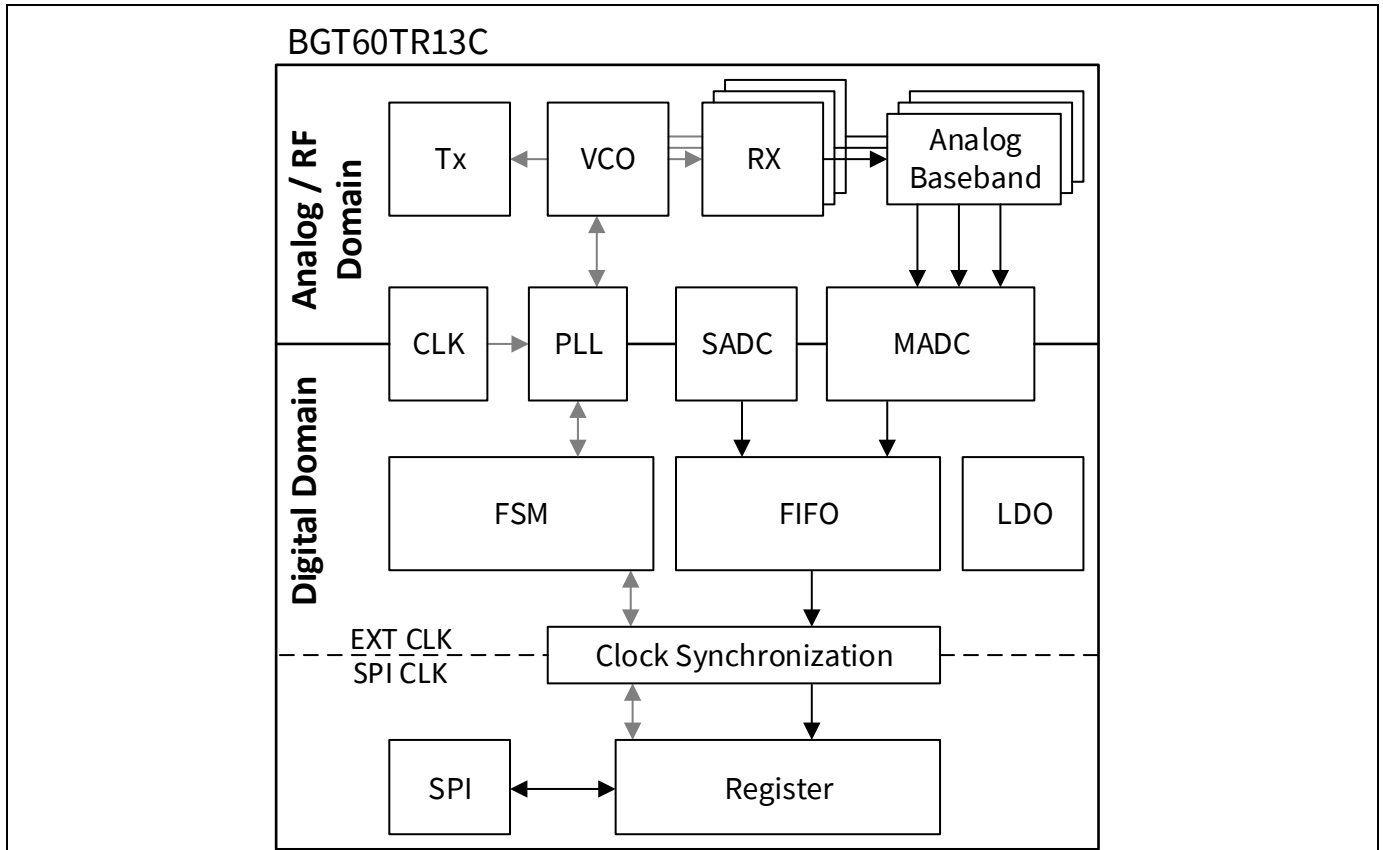 BGT60TR13C
Analog / RF
Domain
Tx
VCO
RX
Analog
Baseband
CLK
PLL
SADC
MADC
Digital Domain
FSM
FIFO
LDO
EXT CLK
SPI CLK
Clock Synchronization
SPI
Register